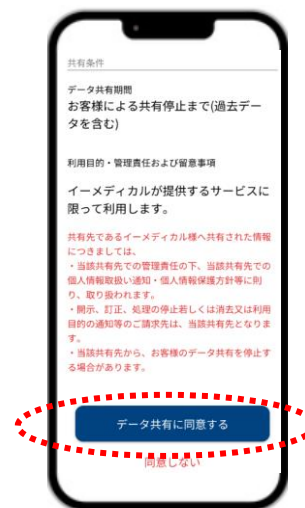 共有条件
データ共有期間
お客様による共有停止まで(過去デー
タを含む)
利用目的・管理責任および留意事項
イーメディカルが提供するサービスに
限って利用します。
共有先であるイーメディカル様へ共有された情報
につきましては、
・当該共有先での管理責任の下、当該共有先での
個人情報取扱い通知・個人情報保護方針等に則
り、取り扱われます。
・開示、訂正、処理の停止若しくは消去又は利用
目的の通知等のご請求先は、当該共有先となりま
す。
・当該共有先から、お客様のデータ共有を停止す
る場合があります。
データ共有に同意する
同意しない